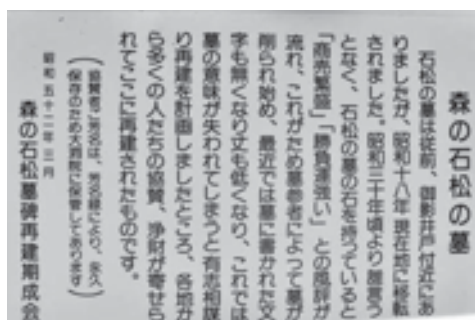 森の石松の墓
石松の墓は従前、御影井戸付近にあ
りましたが、昭和十八年現在地に移転
されました。昭和三十年頃より誰言う
となく、石松の墓の石を持っていると
「商売繁盛」「勝負運強い」との風評が
流れ、これがため墓参者によって墓が
削られ始め、最近では墓に書かれた文
字も無くなり丈も低くなり、これでは
墓の意味が失われてしまうと有志相謀
り再建を計画しましたところ、各地か
ら多くの人たちの協賛、浄財が寄せら
れてここに再建されたものです。
(協賛者ご芳名は、芳名録により、永久
保存のため大洞院に保管してあります)
昭和五十二年三月
森の石松墓碑再建期成会